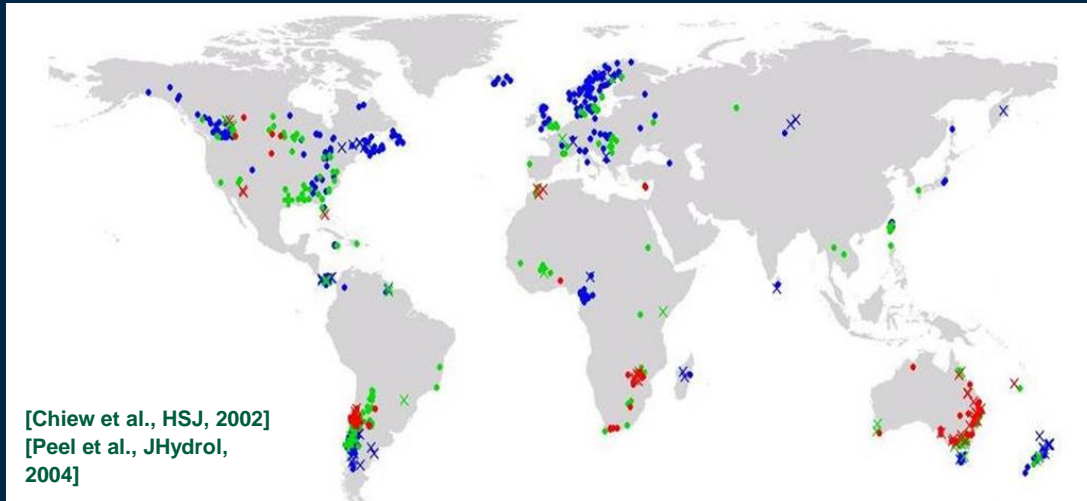 [Chiew et al., HSJ, 2002]
[Peel et al., JHydrol,
2004]